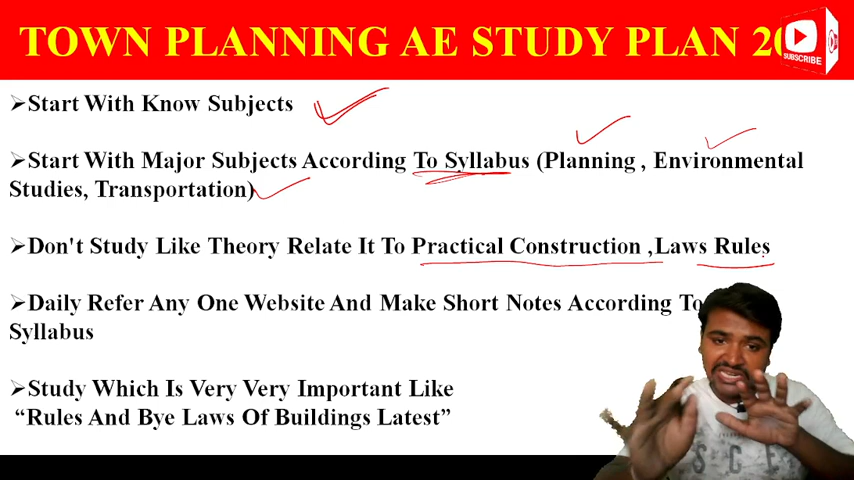 TOWN PLANNING AE STUDY PLAN
SUBSCRIBE
➢Start With Know Subjects
➢Start With Major Subjects According To Syllabus (Planning , Environmental
Studies, Transportation)
➢Don't Study Like Theory Relate It To Practical Construction ,Laws Rules
➢Daily Refer Any One Website And Make Short Notes According To
Syllabus
➢Study Which Is Very Very Important Like
“Rules And Bye Laws Of Buildings Latest”